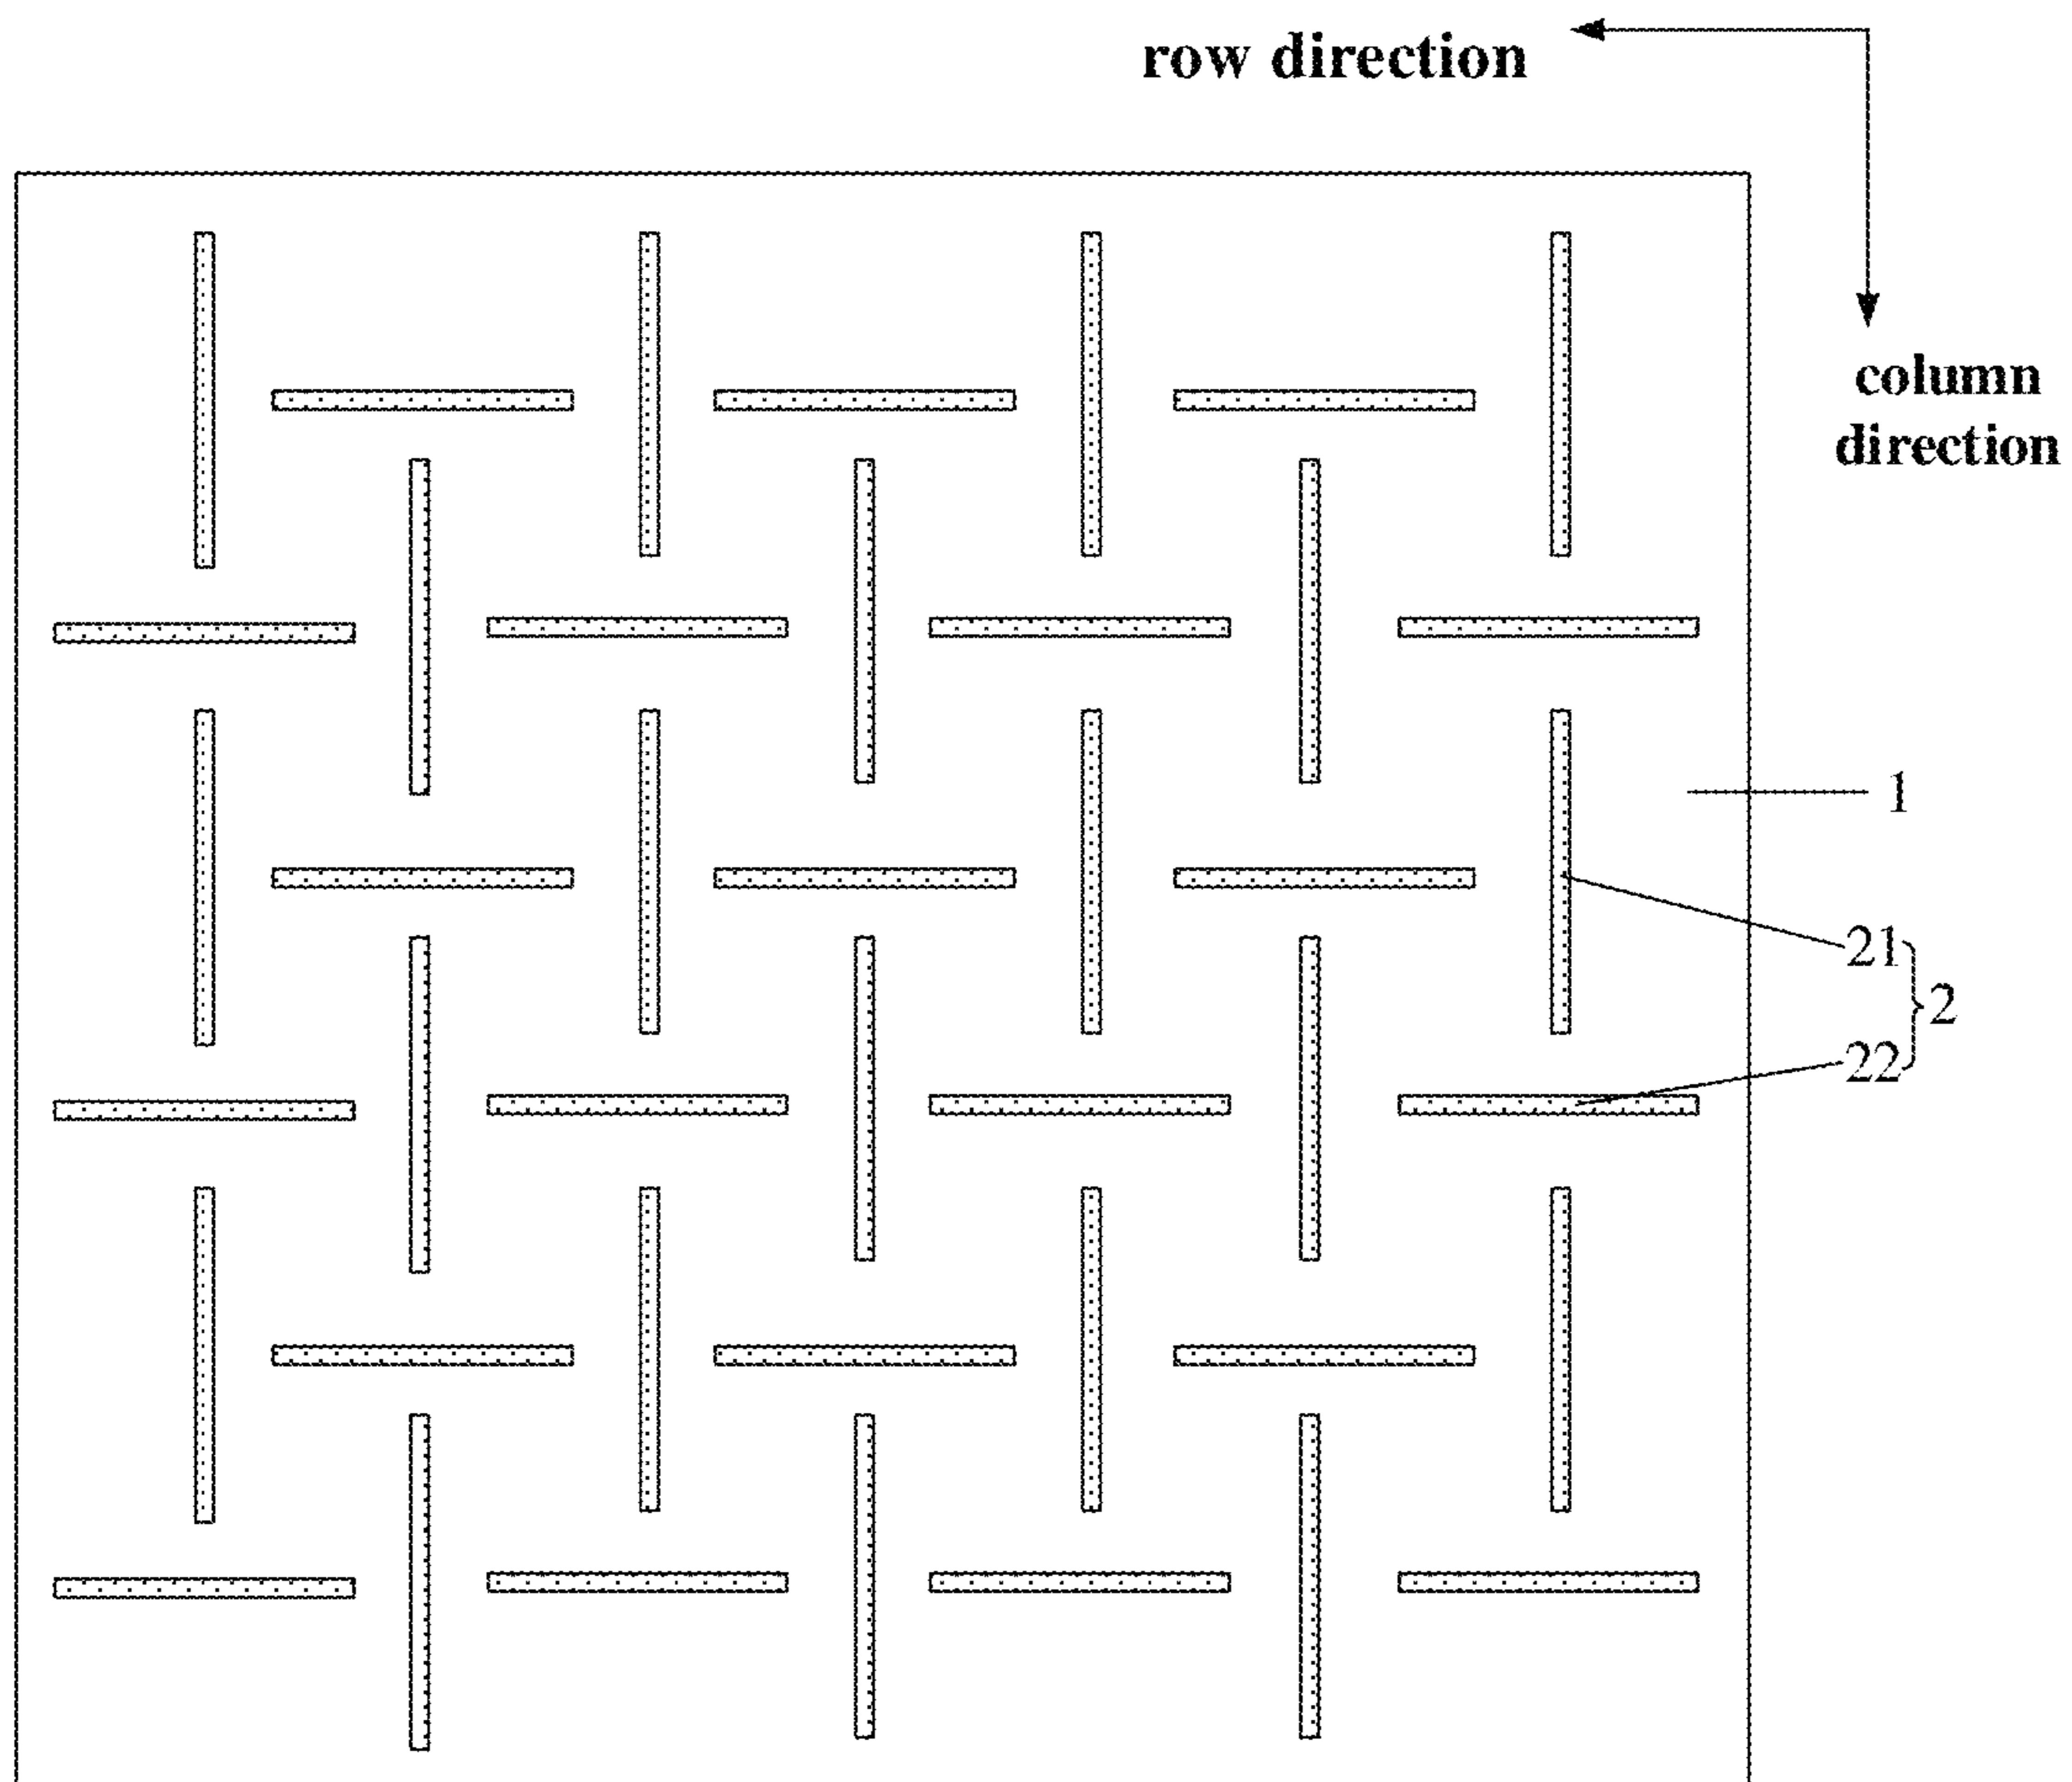 row direction
column
direction
1
21
2
22